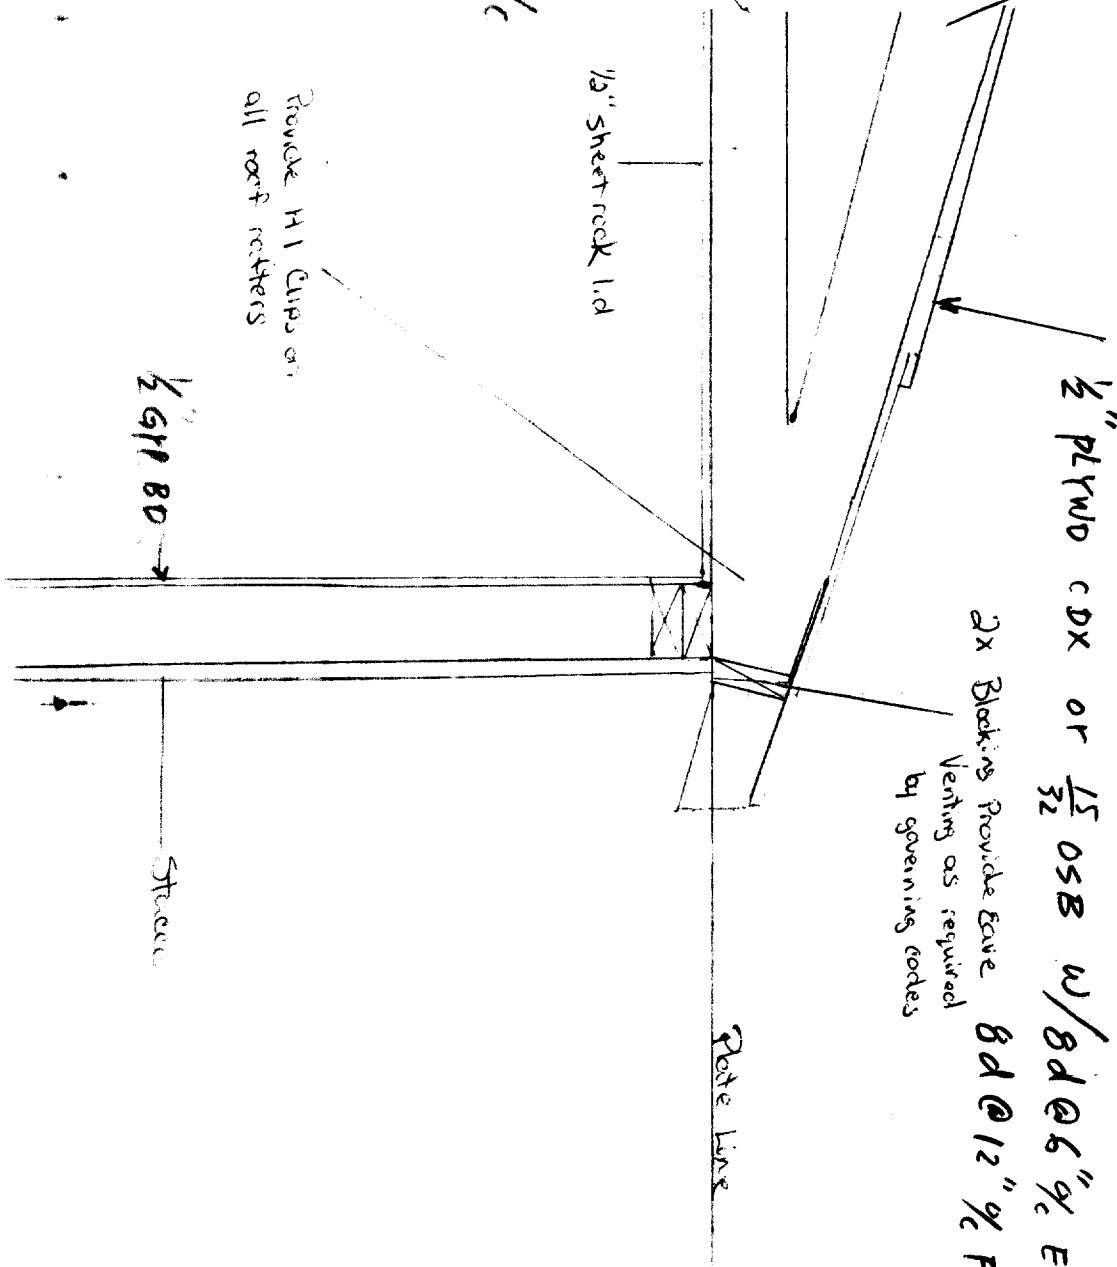 ½" PLYWD CDX or 15/32 OSB w/8d@6" o/c E
8d@12" o/c F
2x Blocking Provide Eave
Venting as required
by governing codes
Plate Line
½" sheetrock lid
Provide H1 Clips on
all roof rafters
½" GYP BD
Stucco